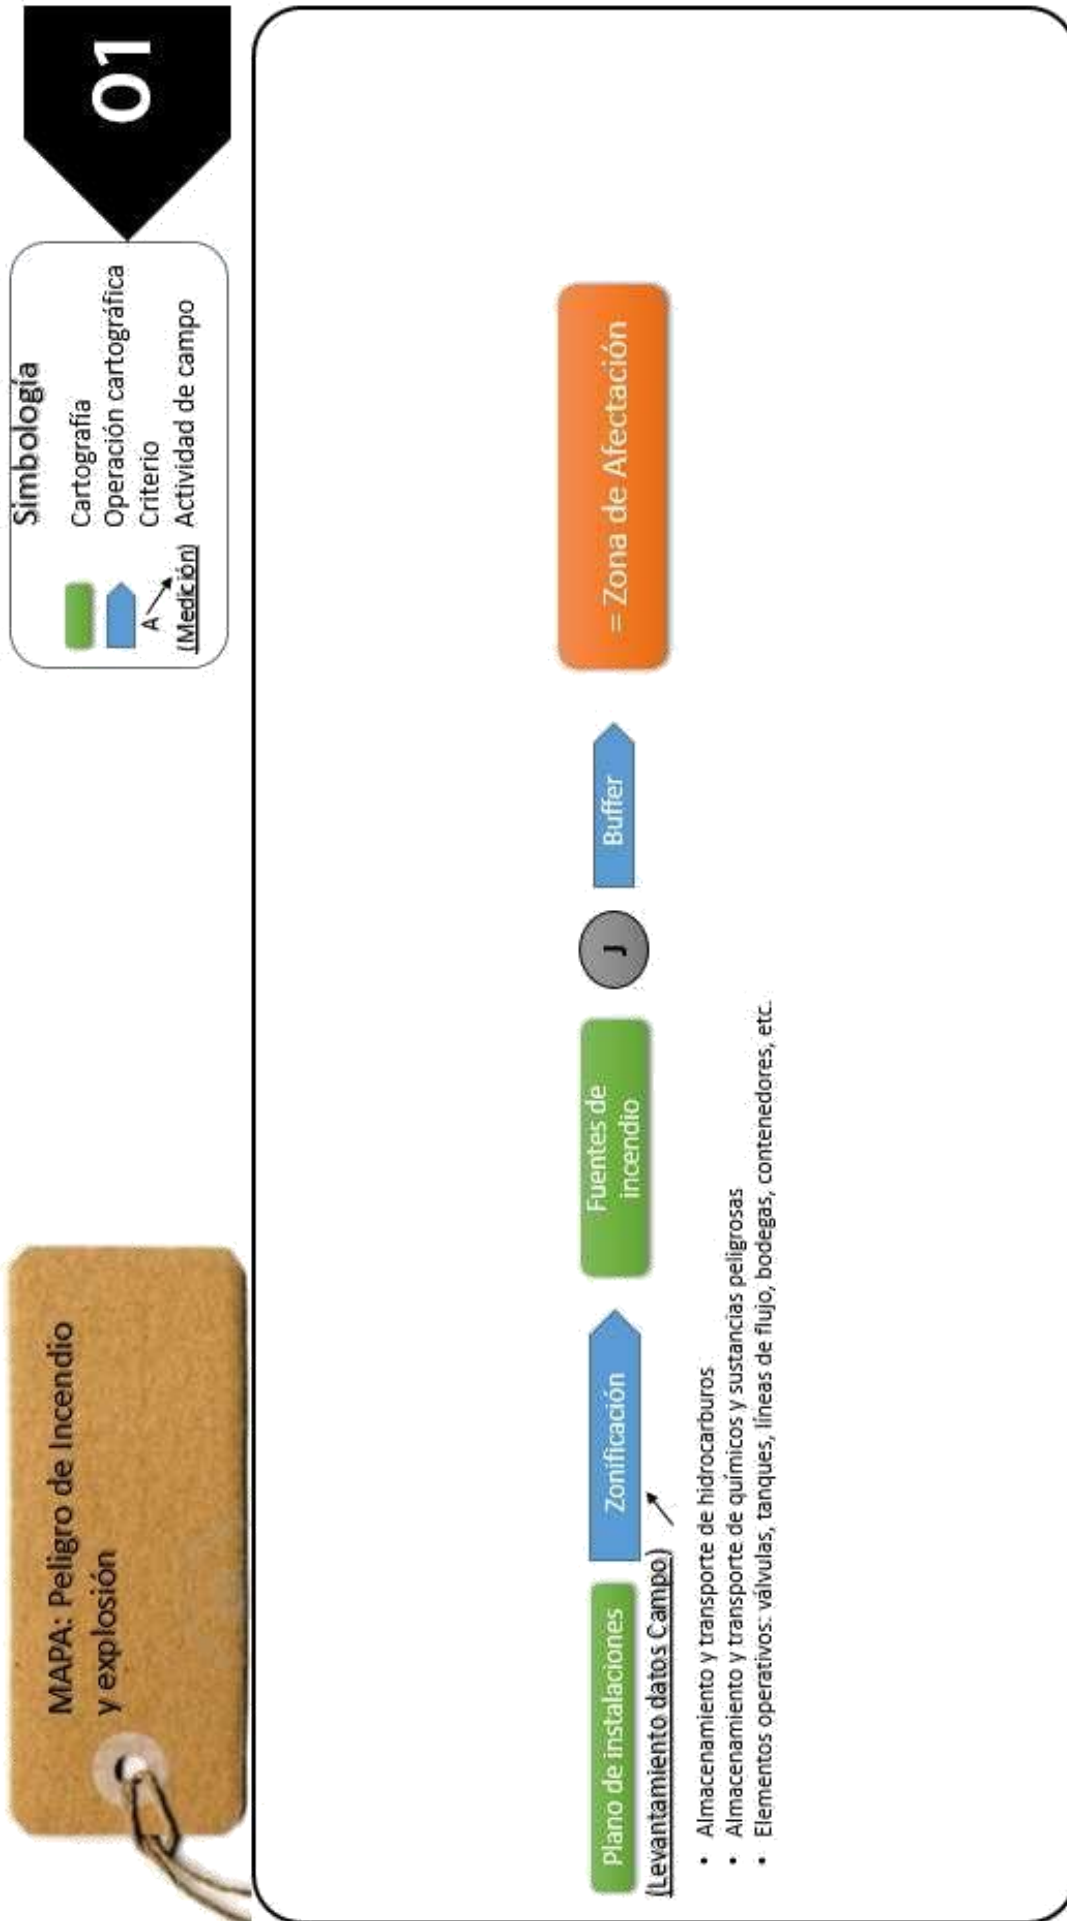 MAPA: Peligro de Incendio
y explosión
Simbología
Cartografía
Operación cartográfica
A
Criterio
(Medición) Actividad de campo
01
Plano de instalaciones
Zonificación
Fuentes de
incendio
J
Buffer
= Zona de Afectación
(Levantamiento datos Campo)
• Almacenamiento y transporte de hidrocarburos
• Almacenamiento y transporte de químicos y sustancias peligrosas
• Elementos operativos: válvulas, tanques, líneas de flujo, bodegas, contenedores, etc.